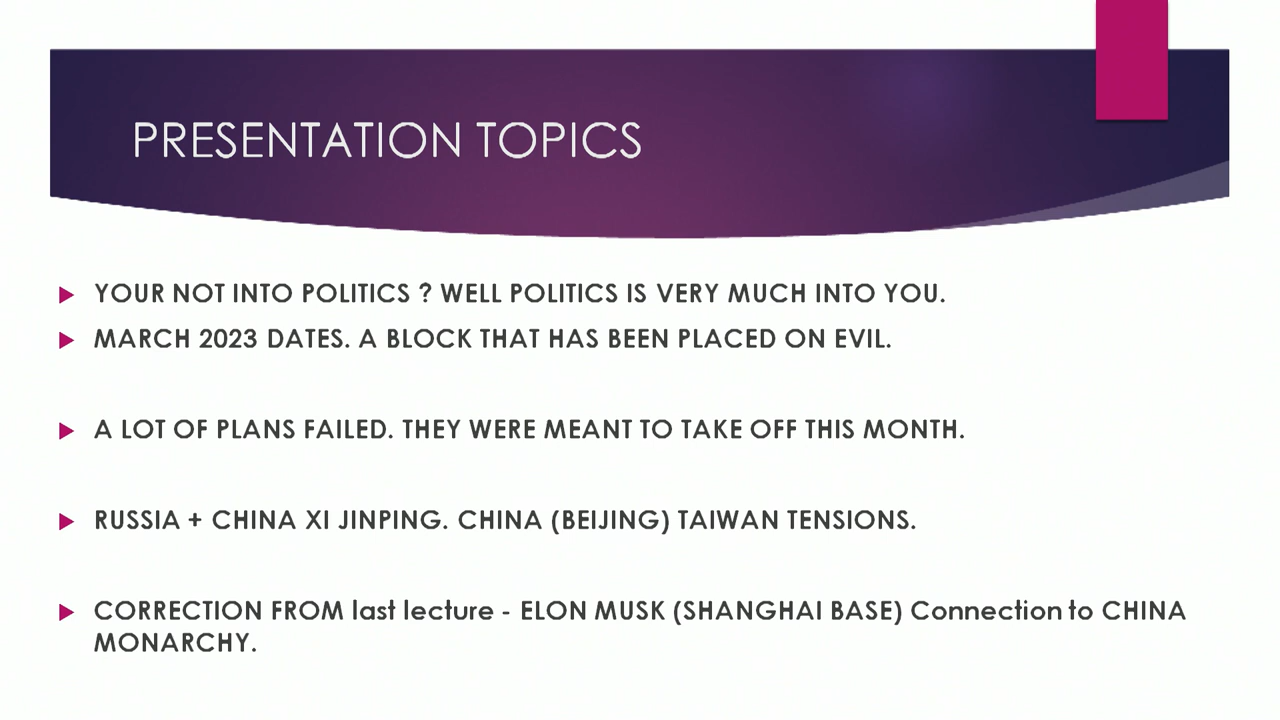 PRESENTATION TOPICS
YOUR NOT INTO POLITICS ? WELL POLITICS IS VERY MUCH INTO YOU.
MARCH 2023 DATES. A BLOCK THAT HAS BEEN PLACED ON EVIL.
A LOT OF PLANS FAILED. THEY WERE MEANT TO TAKE OFF THIS MONTH.
RUSSIA + CHINA XI JINPING. CHINA (BEIJING) TAIWAN TENSIONS.
CORRECTION FROM last lecture - ELON MUSK (SHANGHAI BASE) Connection to CHINA
MONARCHY.